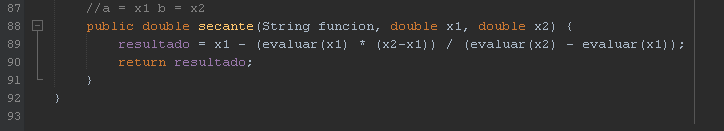 87 //a = x1 b = x2
88 public double secante(String funcion, double x1, double x2) {
89 resultado = x1 - (evaluar(x1) * (x2-x1)) / (evaluar(x2) - evaluar(x1));
90 return resultado;
91 }
92 }
93